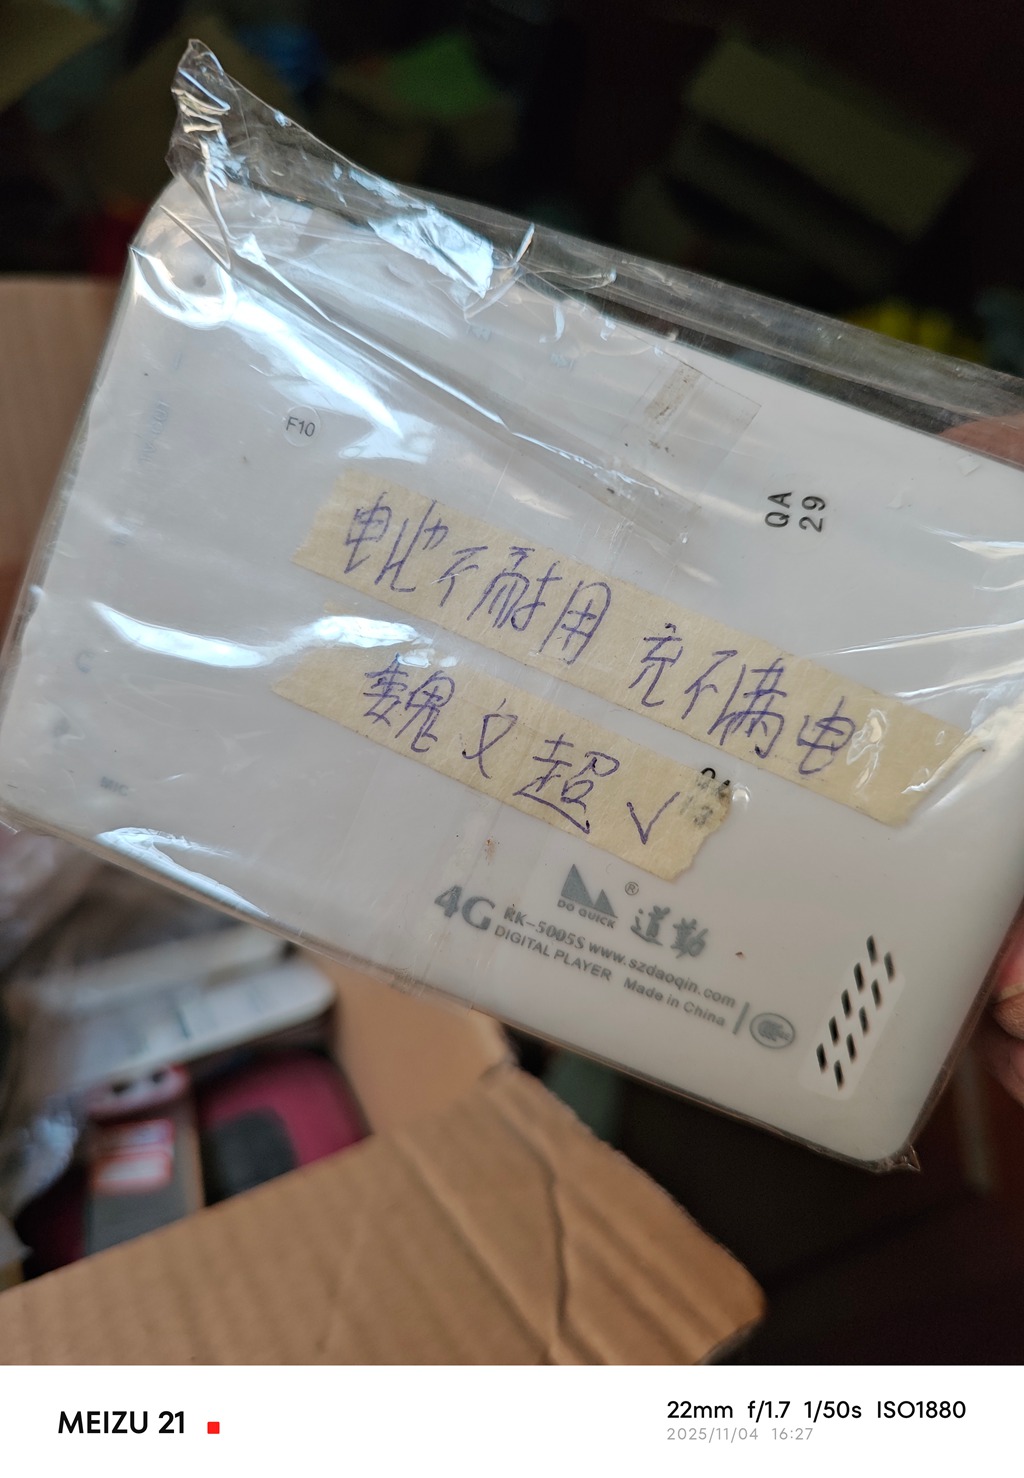 F10
QA
29
电池不耐用 充不满电
魏文超✓
DO QUICK
®
道勤
4G RK-5005S www.szdaoqin.com
DIGITAL PLAYER Made in China
MIC
MEIZU 21
22mm f/1.7 1/50s ISO1880
2025/11/04 16:27